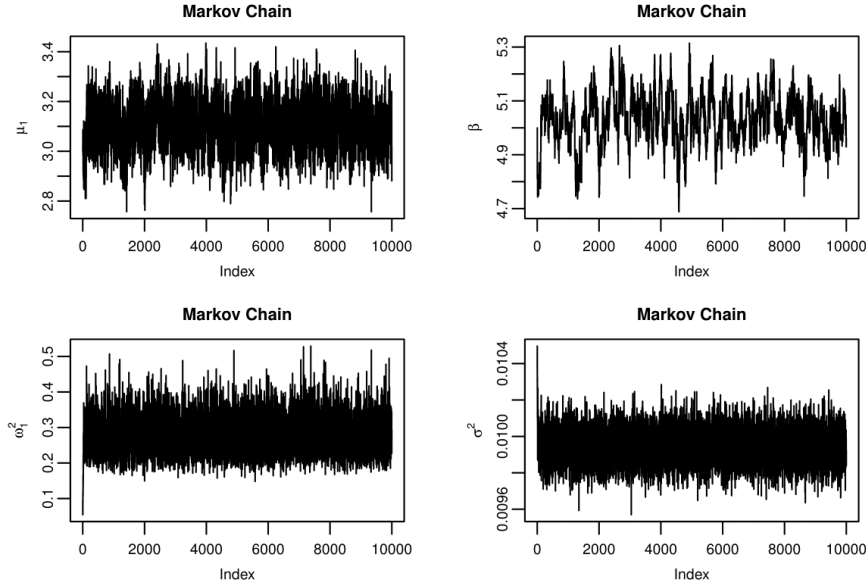 Markov Chain
μ1
3.4
3.2
3.0
2.8
0 2000 4000 6000 8000 10000
Index
Markov Chain
β
5.3
5.1
4.9
4.7
0 2000 4000 6000 8000 10000
Index
Markov Chain
ω₁²
0.5
0.4
0.3
0.2
0.1
0 2000 4000 6000 8000 10000
Index
Markov Chain
σ²
0.0104
0.0100
0.0096
0 2000 4000 6000 8000 10000
Index